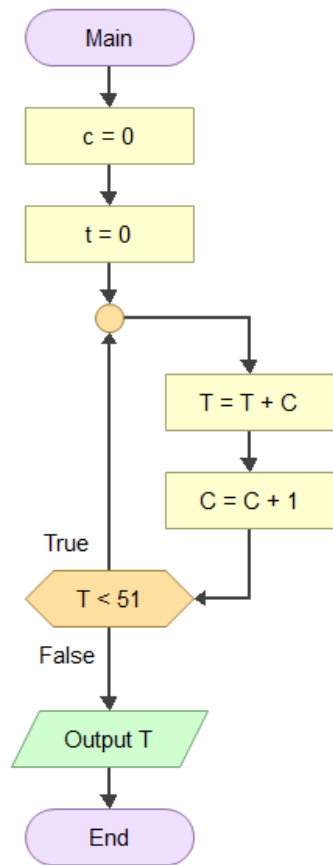 Main
c = 0
t = 0
T = T + C
C = C + 1
True
T < 51
False
Output T
End